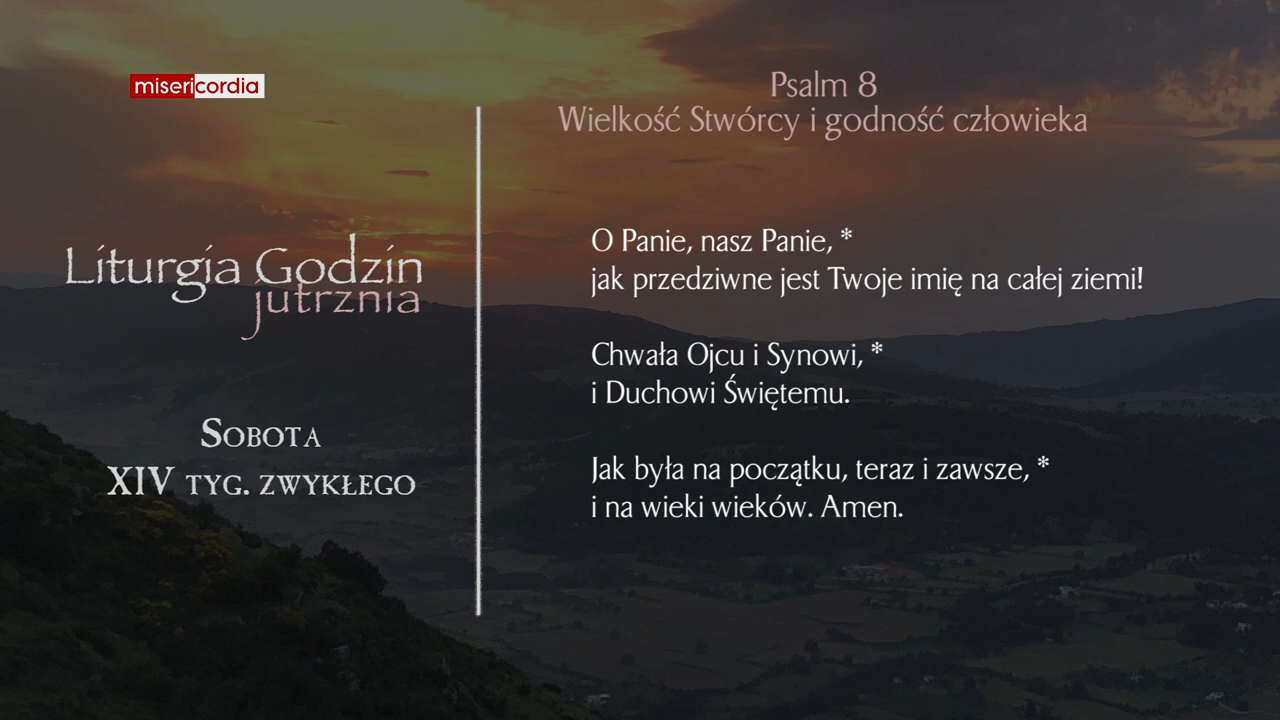 misericordia
Liturgia Godzin
jutrznia
Sobota
XIV tyg. zwykłego
Psalm 8
Wielkość Stwórcy i godność człowieka
O Panie, nasz Panie, *
jak przedziwne jest Twoje imię na całej ziemi!
Chwała Ojcu i Synowi, *
i Duchowi Świętemu.
Jak była na początku, teraz i zawsze, *
i na wieki wieków. Amen.